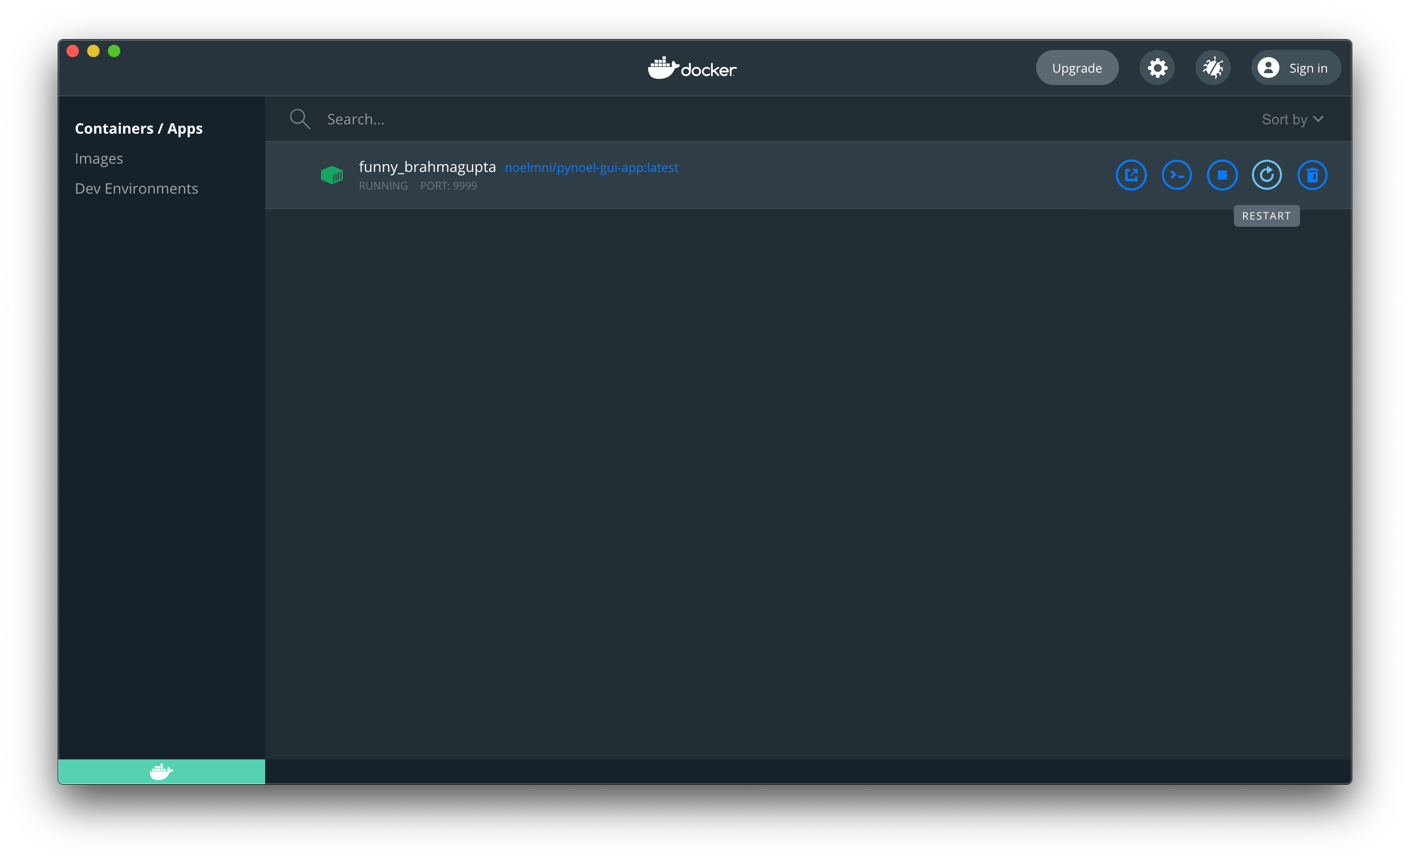 docker
Upgrade
Sign in
Containers / Apps
Images
Dev Environments
Search...
Sort by
funny_brahmagupta noelmni/pynoel-gui-app:latest
RUNNING PORT: 9999
RESTART